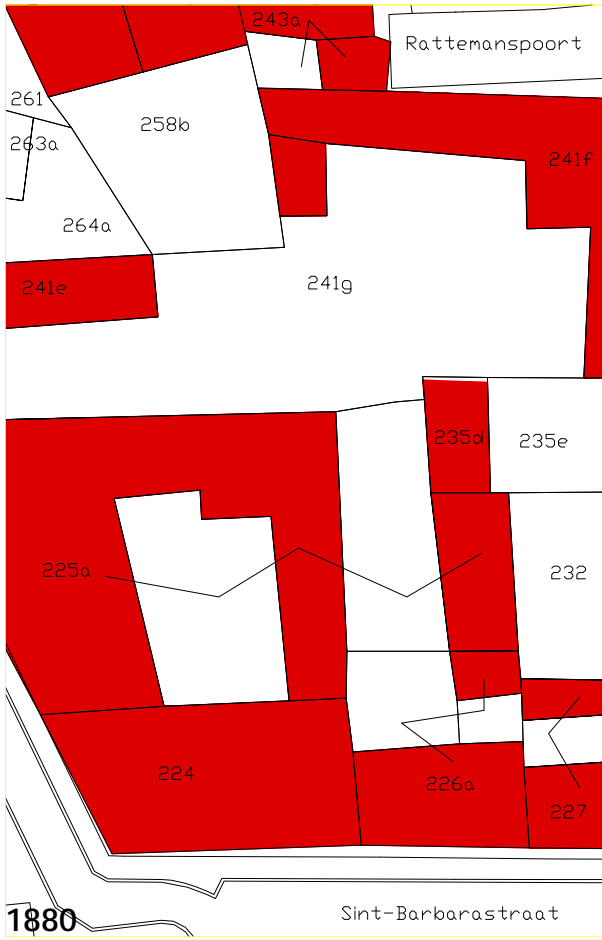 243a
Rattemanspoort
261
258b
263a
241f
264a
241e
241g
235d
235e
225a
232
224
226a
227
Sint-Barbarastraat
1880